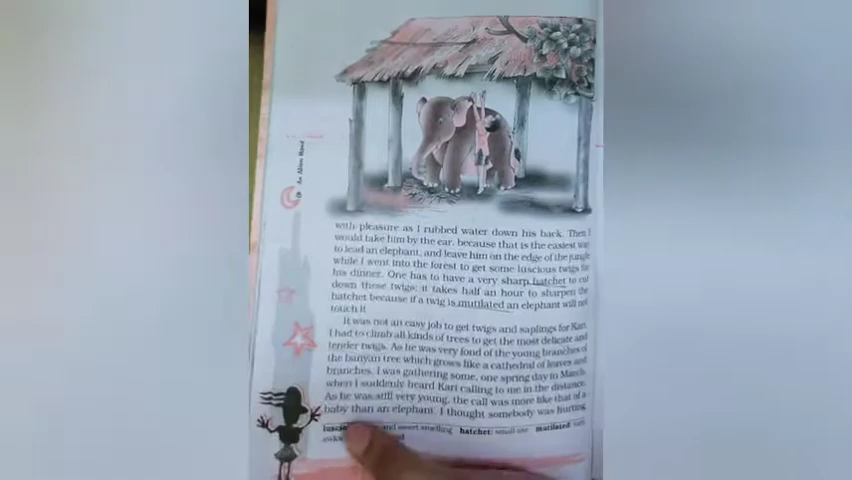 with pleasure as I rubbed water down his back. Then I
would take him by the ear, because that is the easiest way
to lead an elephant, and leave him on the edge of the jungle
while I went into the forest to get some luscious twigs for
his dinner. One has to have a very sharp hatchet to cut
down these twigs; it takes half an hour to sharpen the
hatchet because if a twig is mutilated an elephant will not
touch it
It was not an easy job to get twigs and saplings for Kari.
I had to climb all kinds of trees to get the most delicate and
tender twigs. As he was very fond of the young branches of
the banyan tree which grows like a cathedral of leaves and
branches, I was gathering some, one spring day in March,
when I suddenly heard Kari calling to me in the distance.
As he was still very young, the call was more like that of a
baby than an elephant. I thought somebody was hurting
and sweet smelling hatchet: small axe mutilated
An Alien Hand